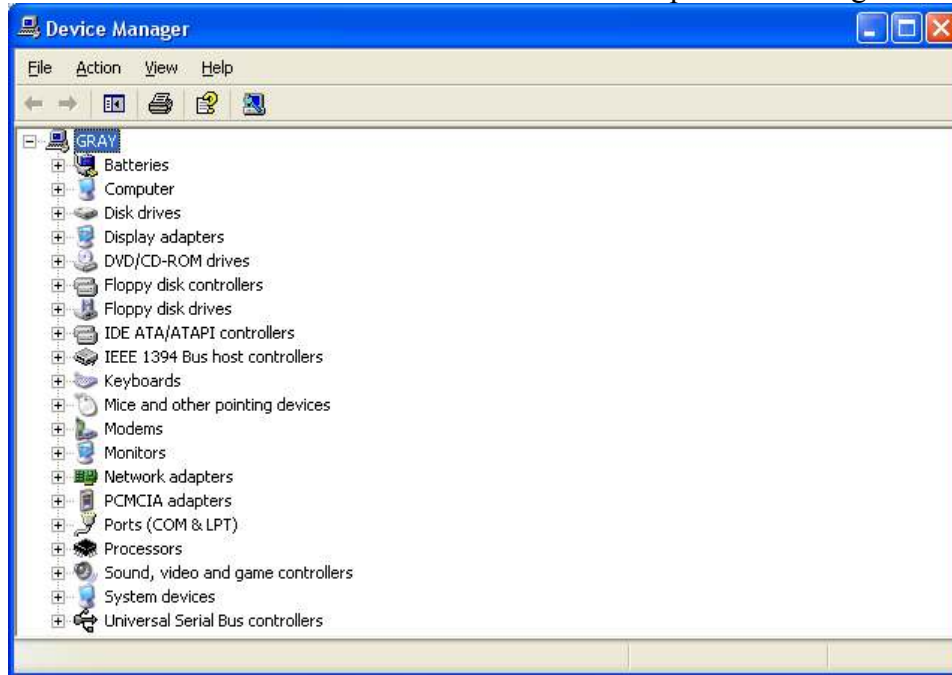 Device Manager
File Action View Help
GRAY
Batteries
Computer
Disk drives
Display adapters
DVD/CD-ROM drives
Floppy disk controllers
Floppy disk drives
IDE ATA/ATAPI controllers
IEEE 1394 Bus host controllers
Keyboards
Mice and other pointing devices
Modems
Monitors
Network adapters
PCMCIA adapters
Ports (COM & LPT)
Processors
Sound, video and game controllers
System devices
Universal Serial Bus controllers